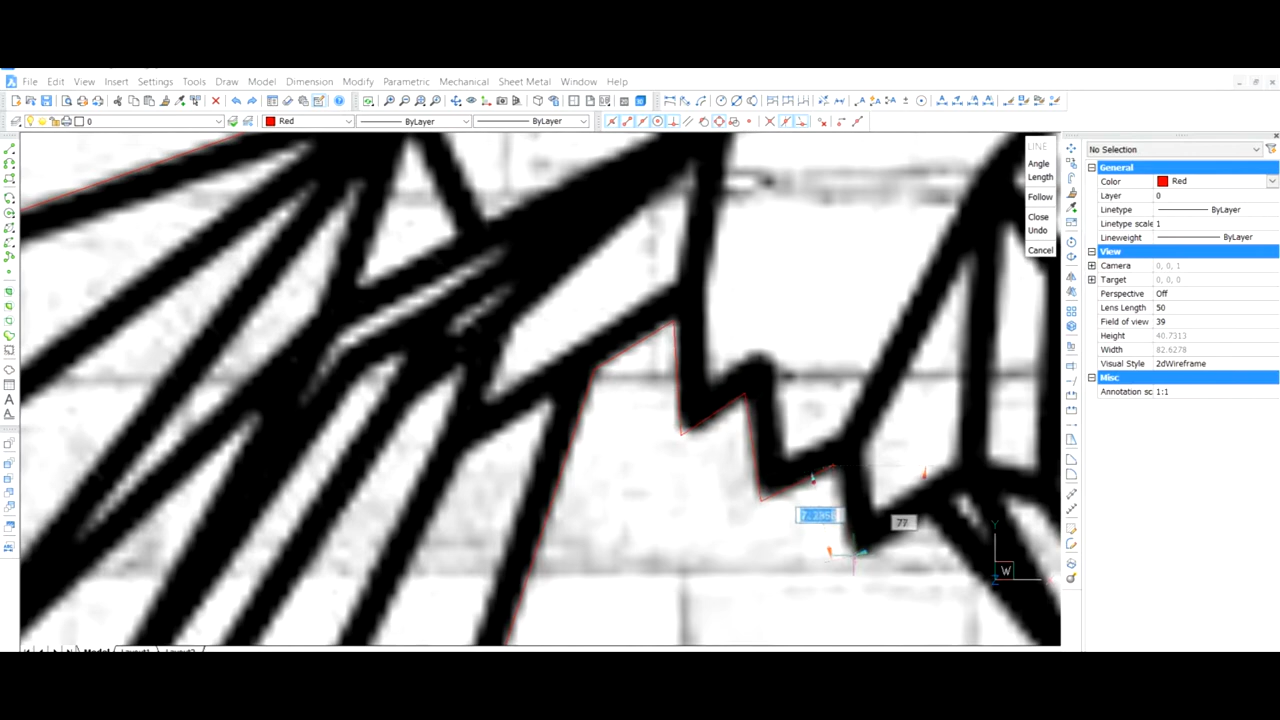 File Edit View Insert Settings Tools Draw Model Dimension Modify Parametric Mechanical Sheet Metal Window Help
0 Red ByLayer ByLayer
LINE
Angle
Length
Follow
Close
Undo
Cancel
77
W
Y
Model
No Selection
General
Color Red
Layer 0
Linetype ByLayer
Linetype scale 1
Lineweight ByLayer
View
Camera 0, 0, 1
Target 0, 0, 0
Perspective Off
Lens Length 50
Field of view 39
Height 40.7313
Width 82.6278
Visual Style 2dWireframe
Misc
Annotation sc 1:1